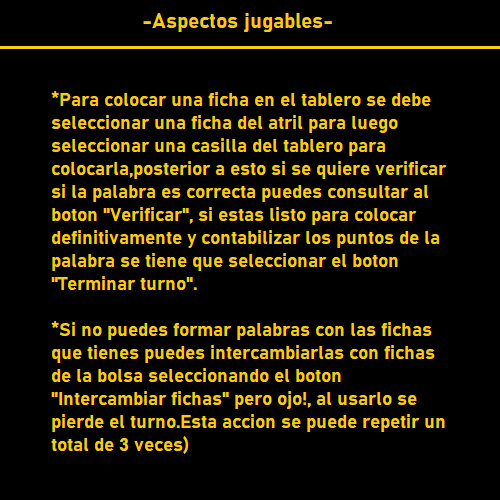 -Aspectos jugables-
*Para colocar una ficha en el tablero se debe
seleccionar una ficha del atril para luego
seleccionar una casilla del tablero para
colocarla,posterior a esto si se quiere verificar
si la palabra es correcta puedes consultar al
boton "Verificar", si estas listo para colocar
definitivamente y contabilizar los puntos de la
palabra se tiene que seleccionar el boton
"Terminar turno".
*Si no puedes formar palabras con las fichas
que tienes puedes intercambiarlas con fichas
de la bolsa seleccionando el boton
"Intercambiar fichas" pero ojo!, al usarlo se
pierde el turno.Esta accion se puede repetir un
total de 3 veces)